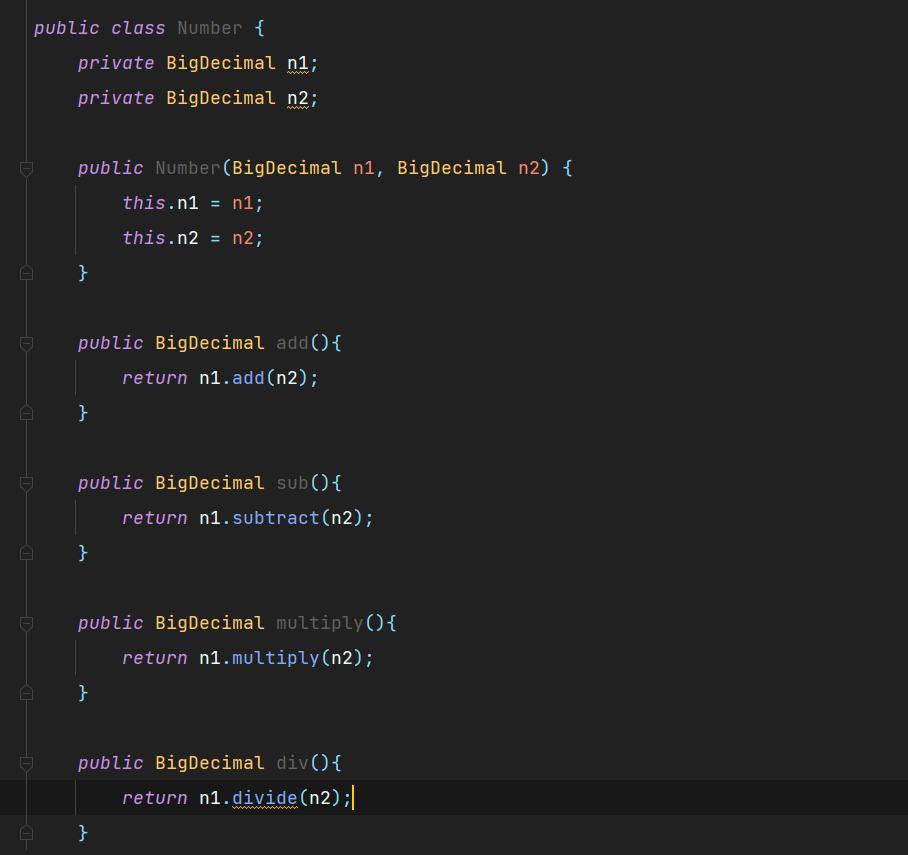 public class Number {
    private BigDecimal n1;
    private BigDecimal n2;

    public Number(BigDecimal n1, BigDecimal n2) {
        this.n1 = n1;
        this.n2 = n2;
    }

    public BigDecimal add(){
        return n1.add(n2);
    }

    public BigDecimal sub(){
        return n1.subtract(n2);
    }

    public BigDecimal multiply(){
        return n1.multiply(n2);
    }

    public BigDecimal div(){
        return n1.divide(n2);
    }